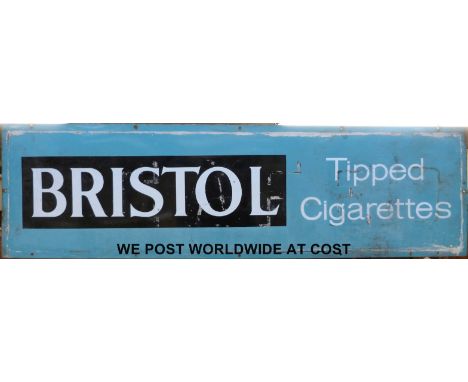 BRISTOL
Tipped
Cigarettes
WE POST WORLDWIDE AT COST